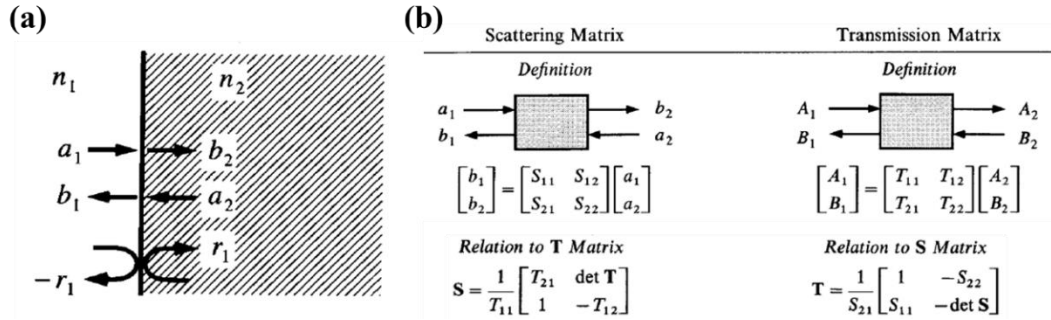 (a)
n₁
n₂
a₁
b₂
b₁
a₂
r₁
−r₁
(b)
Scattering Matrix
Definition
a₁
b₂
b₁
a₂
[b₁; b₂] = [S₁₁ S₁₂; S₂₁ S₂₂] [a₁; a₂]
Relation to T Matrix
S = 1/T₁₁ [T₂₁ det T; 1 −T₁₂]
Transmission Matrix
Definition
A₁
A₂
B₁
B₂
[A₁; B₁] = [T₁₁ T₁₂; T₂₁ T₂₂] [A₂; B₂]
Relation to S Matrix
T = 1/S₂₁ [1 −S₂₂; S₁₁ −det S]